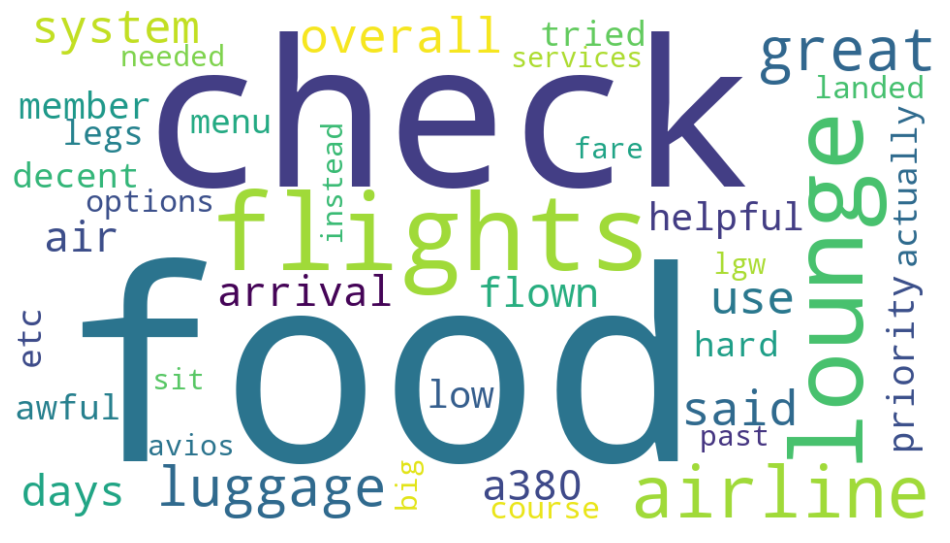 system
needed
overall
tried
services
great
landed
member
legs
menu
check
instead
fare
decent
options
air
flights
helpful
lounge
actually
priority
arrival
flown
lgw
use
hard
etc
sit
food
low
said
past
awful
avios
days
luggage
big
a380
course
airline